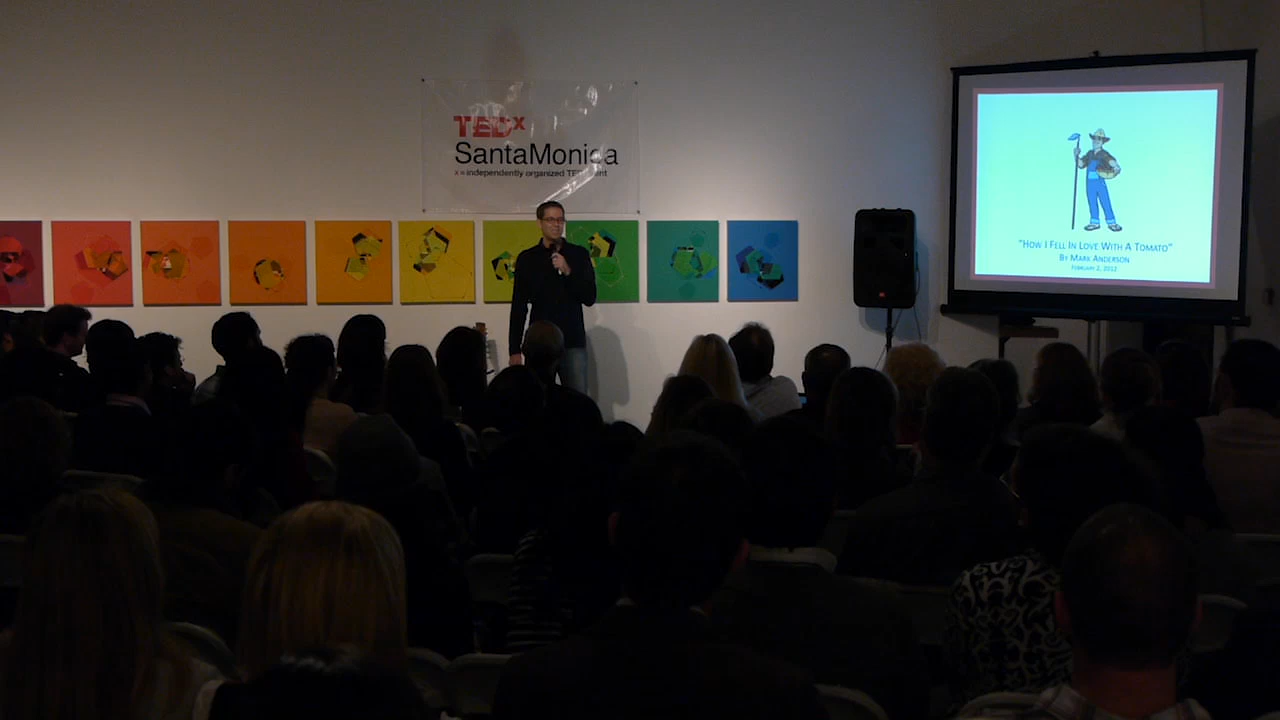 TEDx
SantaMonica
x = independently organized TED event
"How I Fell In Love With A Tomato"
By Mark Anderson
February 2, 2012